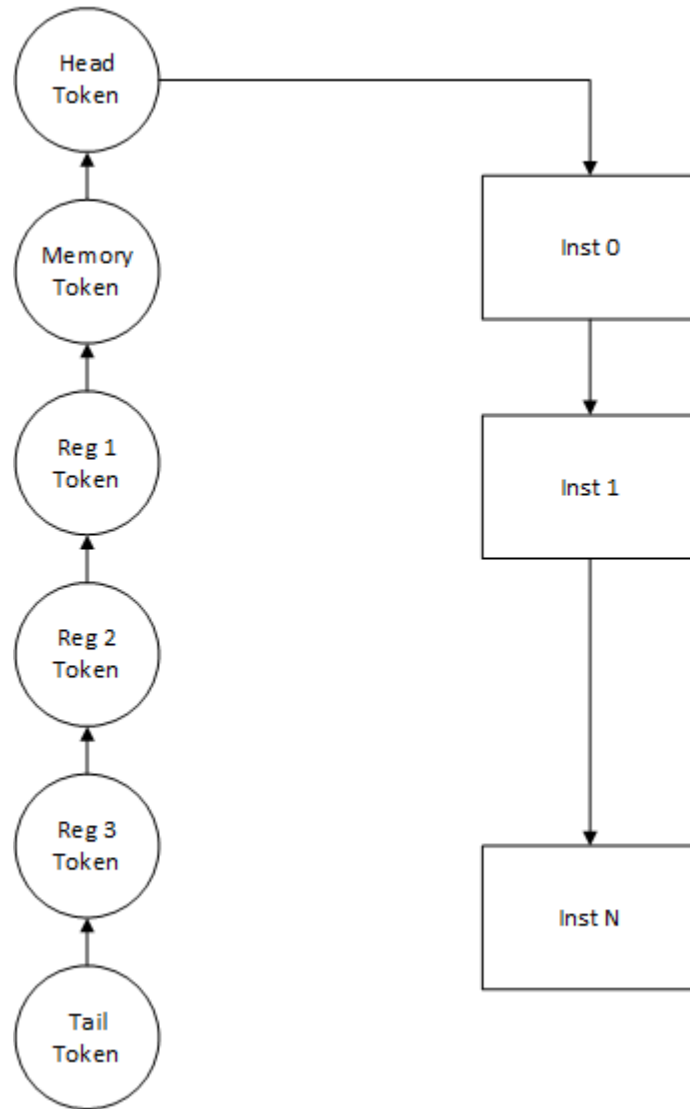 Head
Token
Memory
Token
Reg 1
Token
Reg 2
Token
Reg 3
Token
Tail
Token
Inst 0
Inst 1
Inst N